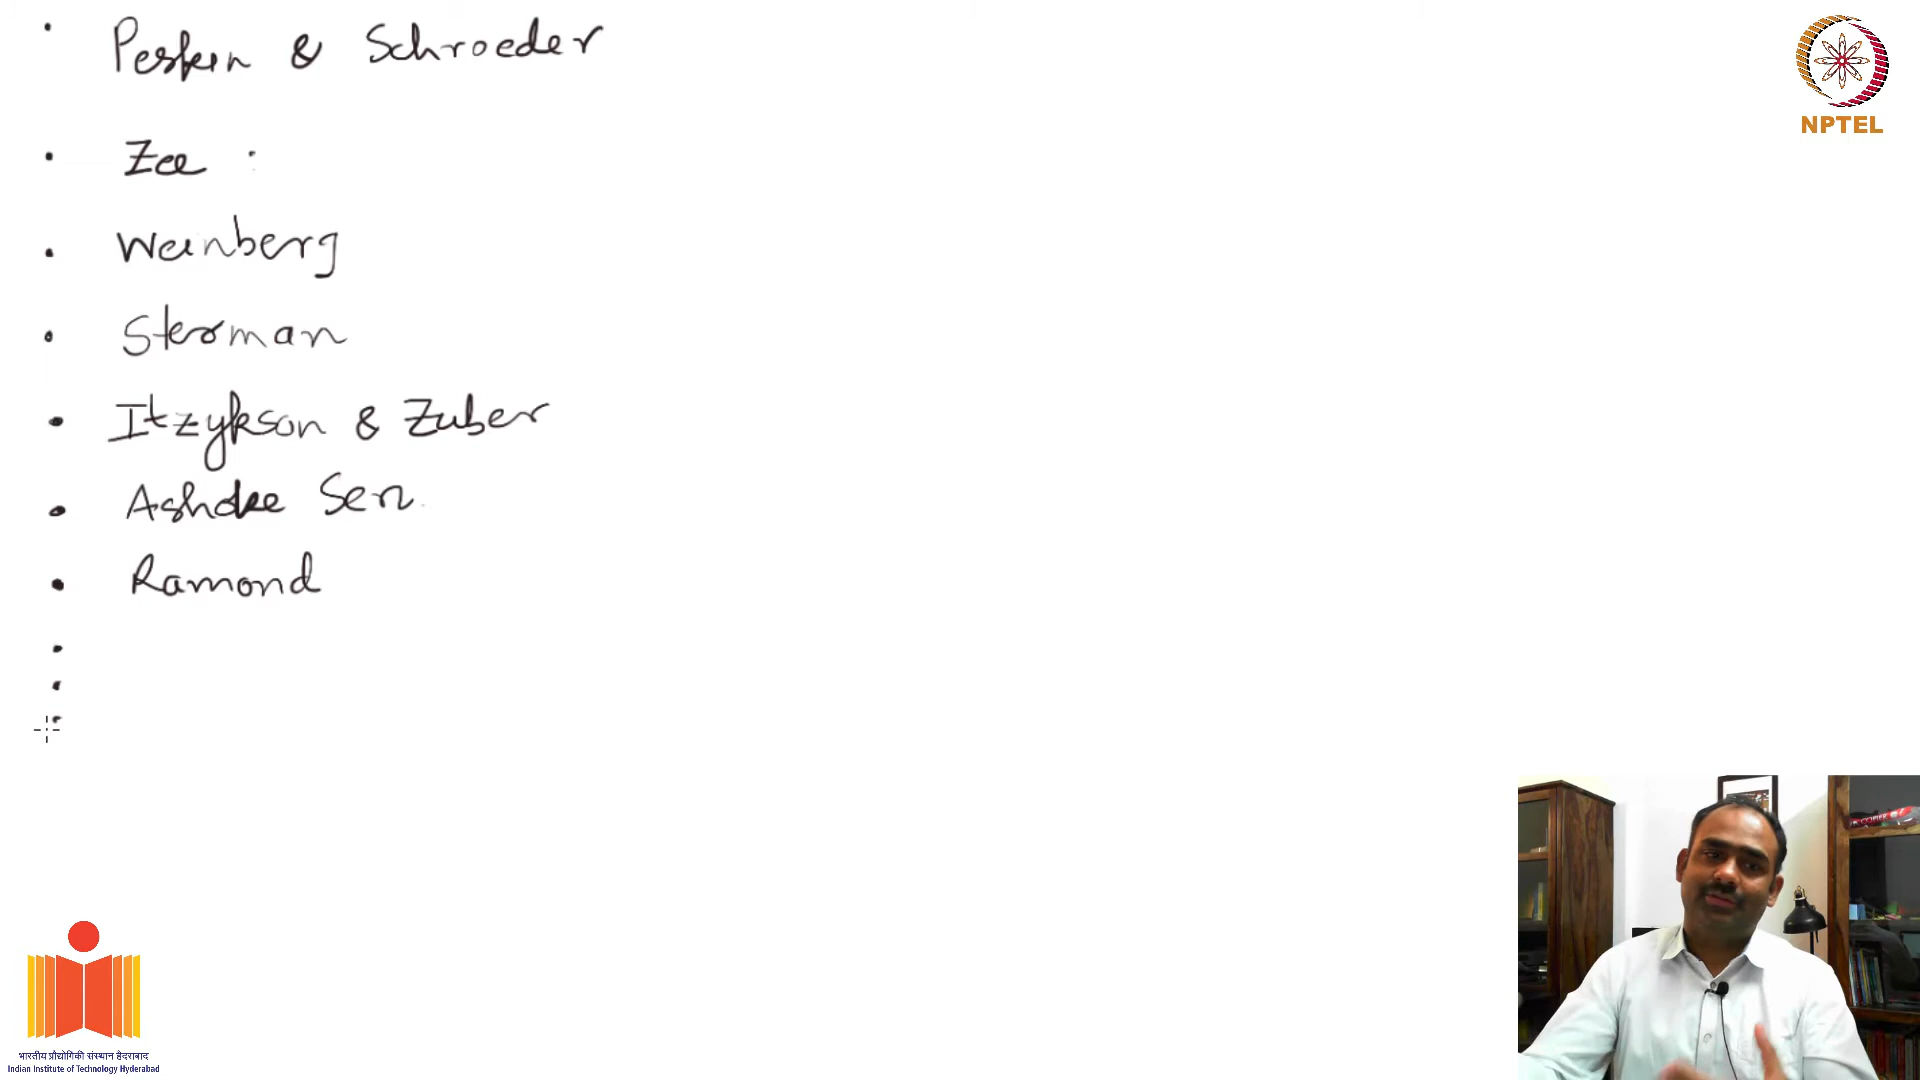 • Peskin & Schroeder
• Zee :
• Weinberg
• Sterman
• Itzykson & Zuber
• Ashoke Sen
• Ramond
•
•
•
NPTEL
भारतीय प्रौद्योगिकी संस्थान हैदराबाद
Indian Institute of Technology Hyderabad